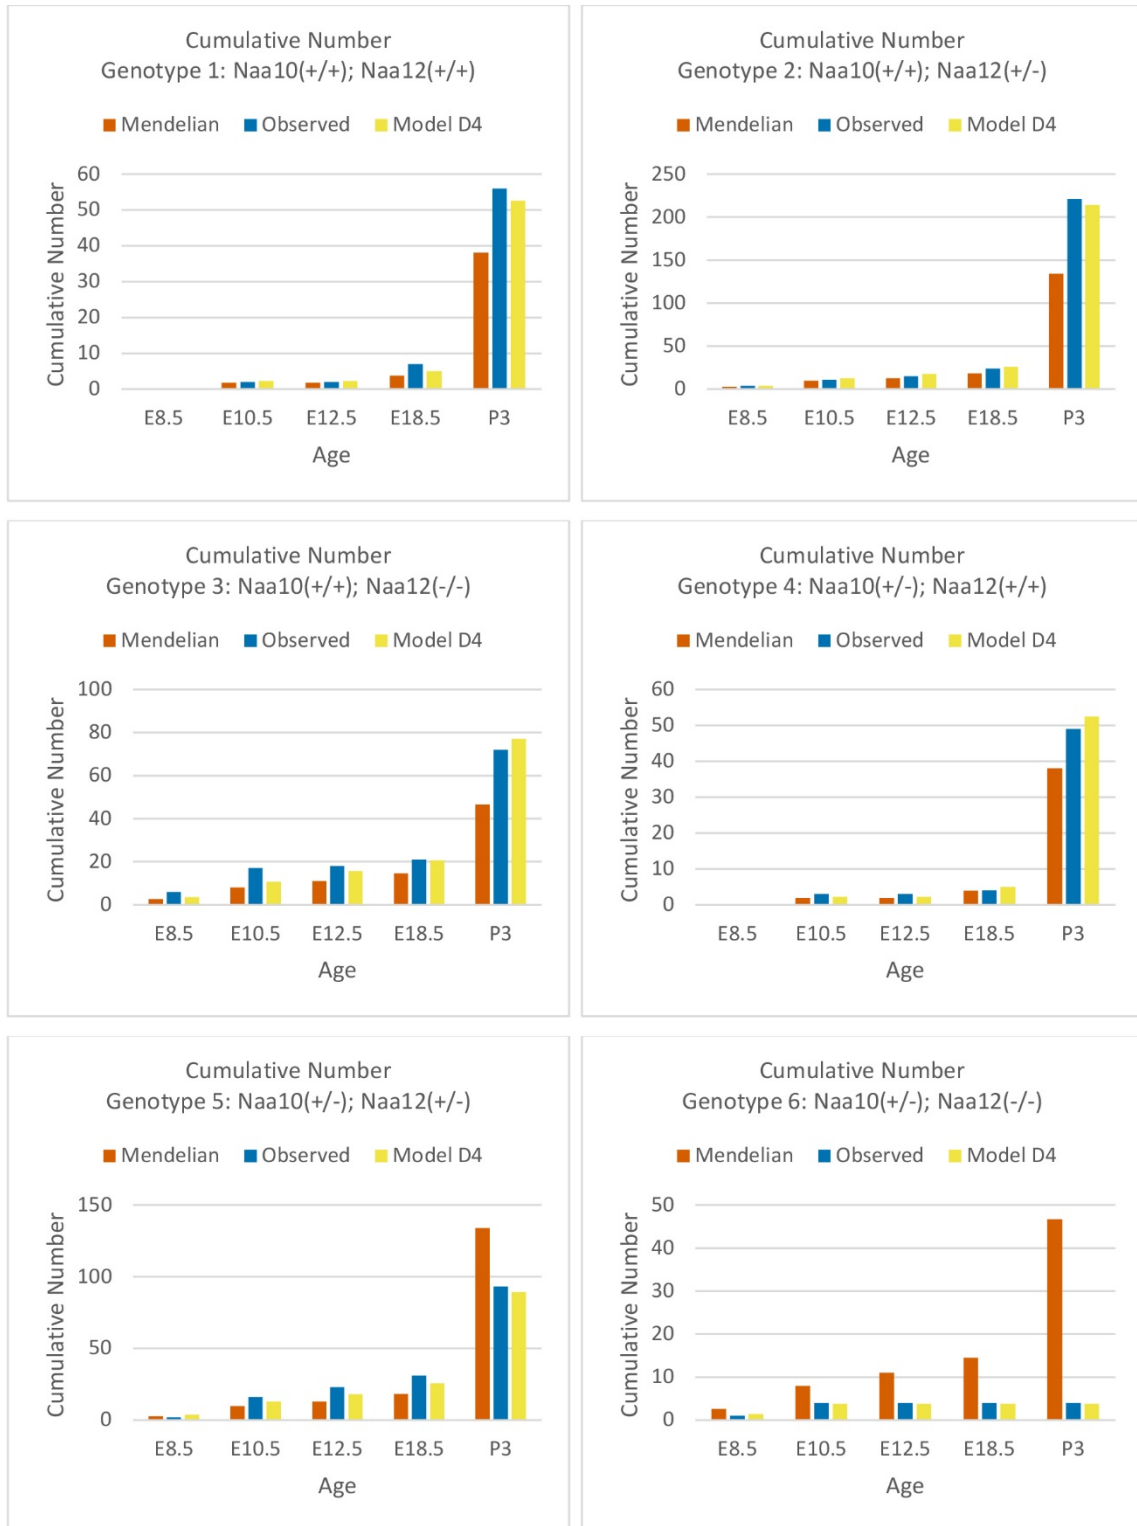 Cumulative Number
Genotype 1: Naa10(+/+); Naa12(+/+)
Mendelian Observed Model D4
Cumulative Number
60
50
40
30
20
10
0
E8.5 E10.5 E12.5 E18.5 P3
Age
Cumulative Number
Genotype 2: Naa10(+/+); Naa12(+/-)
Mendelian Observed Model D4
Cumulative Number
250
200
150
100
50
0
E8.5 E10.5 E12.5 E18.5 P3
Age
Cumulative Number
Genotype 3: Naa10(+/+); Naa12(-/-)
Mendelian Observed Model D4
Cumulative Number
100
80
60
40
20
0
E8.5 E10.5 E12.5 E18.5 P3
Age
Cumulative Number
Genotype 4: Naa10(+/-); Naa12(+/+)
Mendelian Observed Model D4
Cumulative Number
60
50
40
30
20
10
0
E8.5 E10.5 E12.5 E18.5 P3
Age
Cumulative Number
Genotype 5: Naa10(+/-); Naa12(+/-)
Mendelian Observed Model D4
Cumulative Number
150
100
50
0
E8.5 E10.5 E12.5 E18.5 P3
Age
Cumulative Number
Genotype 6: Naa10(+/-); Naa12(-/-)
Mendelian Observed Model D4
Cumulative Number
50
40
30
20
10
0
E8.5 E10.5 E12.5 E18.5 P3
Age